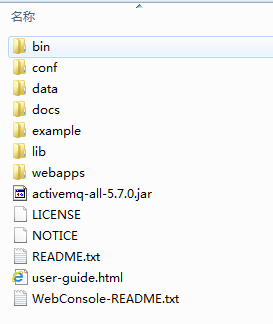 名称
bin
conf
data
docs
example
lib
webapps
activemq-all-5.7.0.jar
LICENSE
NOTICE
README.txt
user-guide.html
WebConsole-README.txt